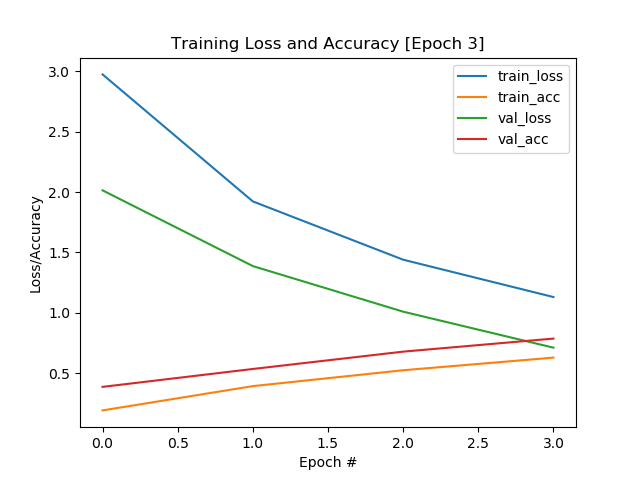 Training Loss and Accuracy [Epoch 3]
train_loss
train_acc
val_loss
val_acc
3.0
2.5
2.0
1.5
1.0
0.5
Loss/Accuracy
0.0 0.5 1.0 1.5 2.0 2.5 3.0
Epoch #